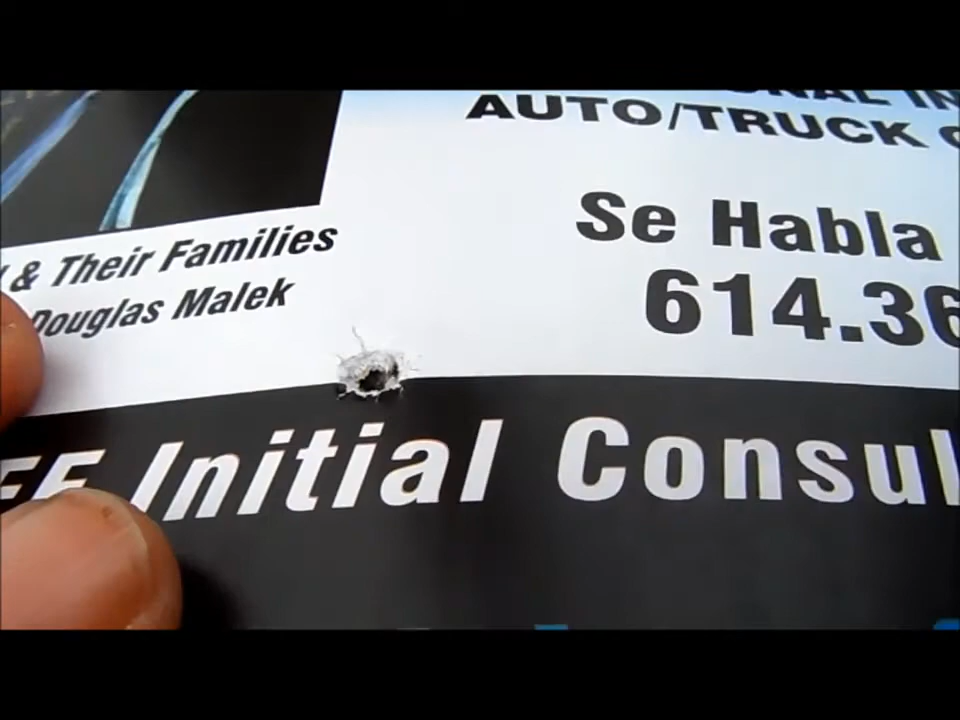 AUTO/TRUCK
Se Habla
614.36
& Their Families
Douglas Malek
Initial Consul